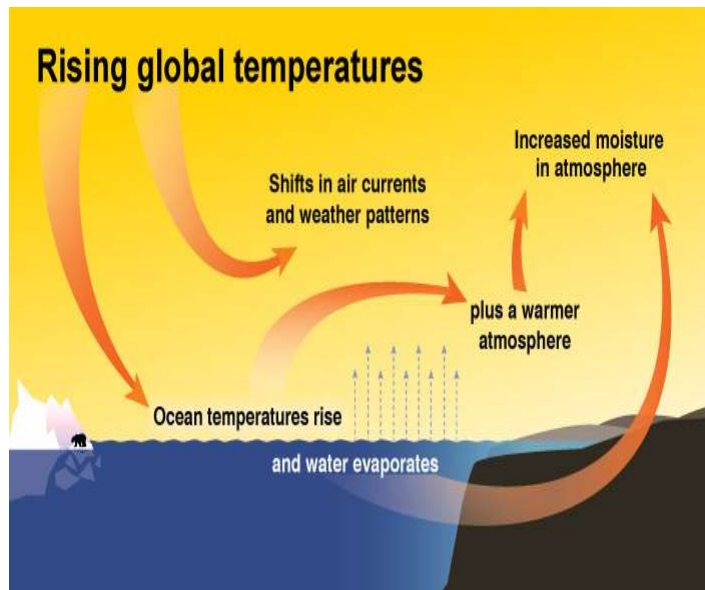 Rising global temperatures
Increased moisture
in atmosphere
Shifts in air currents
and weather patterns
plus a warmer
atmosphere
Ocean temperatures rise
and water evaporates